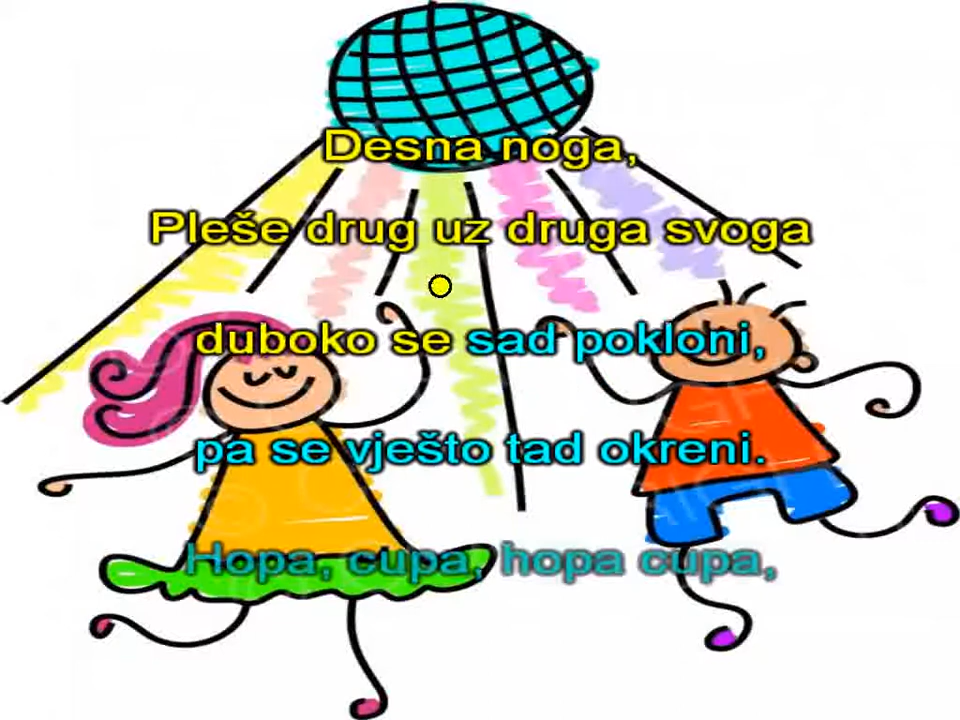 Desna noga,
Pleše drug uz druga svoga
duboko se sad pokloni,
pa se vješto tad okreni.
Hopa, cupa, hopa cupa,